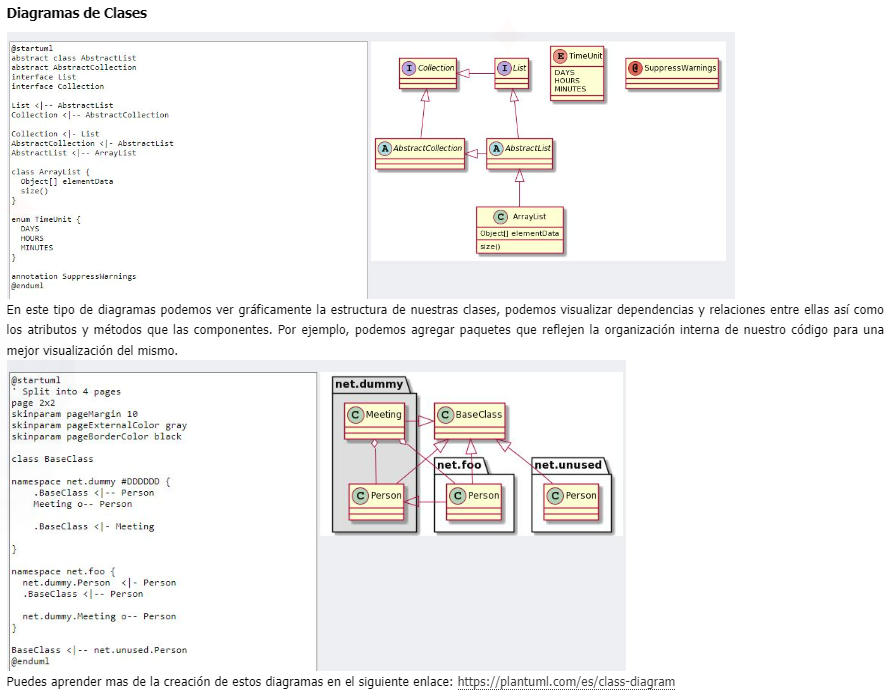 Diagramas de Clases
@startuml
abstract class AbstractList
abstract AbstractCollection
interface List
interface Collection
List <|-- AbstractList
Collection <|-- AbstractCollection
Collection <|- List
AbstractCollection <|- AbstractList
AbstractList <|-- ArrayList
class ArrayList {
Object[] elementData
size()
}
enum TimeUnit {
DAYS
HOURS
MINUTES
}
annotation SuppressWarnings
@enduml
I Collection
I List
E TimeUnit
DAYS
HOURS
MINUTES
@ SuppressWarnings
A AbstractCollection
A AbstractList
C ArrayList
Object[] elementData
size()
En este tipo de diagramas podemos ver gráficamente la estructura de nuestras clases, podemos visualizar dependencias y relaciones entre ellas así como
los atributos y métodos que las componentes. Por ejemplo, podemos agregar paquetes que reflejen la organización interna de nuestro código para una
mejor visualización del mismo.
@startuml
' Split into 4 pages
page 2x2
skinparam pageMargin 10
skinparam pageExternalColor gray
skinparam pageBorderColor black
class BaseClass
namespace net.dummy #DDDDDD {
.BaseClass <|-- Person
Meeting o-- Person
.BaseClass <|- Meeting
}
namespace net.foo {
net.dummy.Person <|- Person
.BaseClass <|-- Person
net.dummy.Meeting o-- Person
}
BaseClass <|-- net.unused.Person
@enduml
net.dummy
C Meeting
C BaseClass
net.foo
net.unused
C Person
C Person
C Person
Puedes aprender mas de la creación de estos diagramas en el siguiente enlace: https://plantuml.com/es/class-diagram